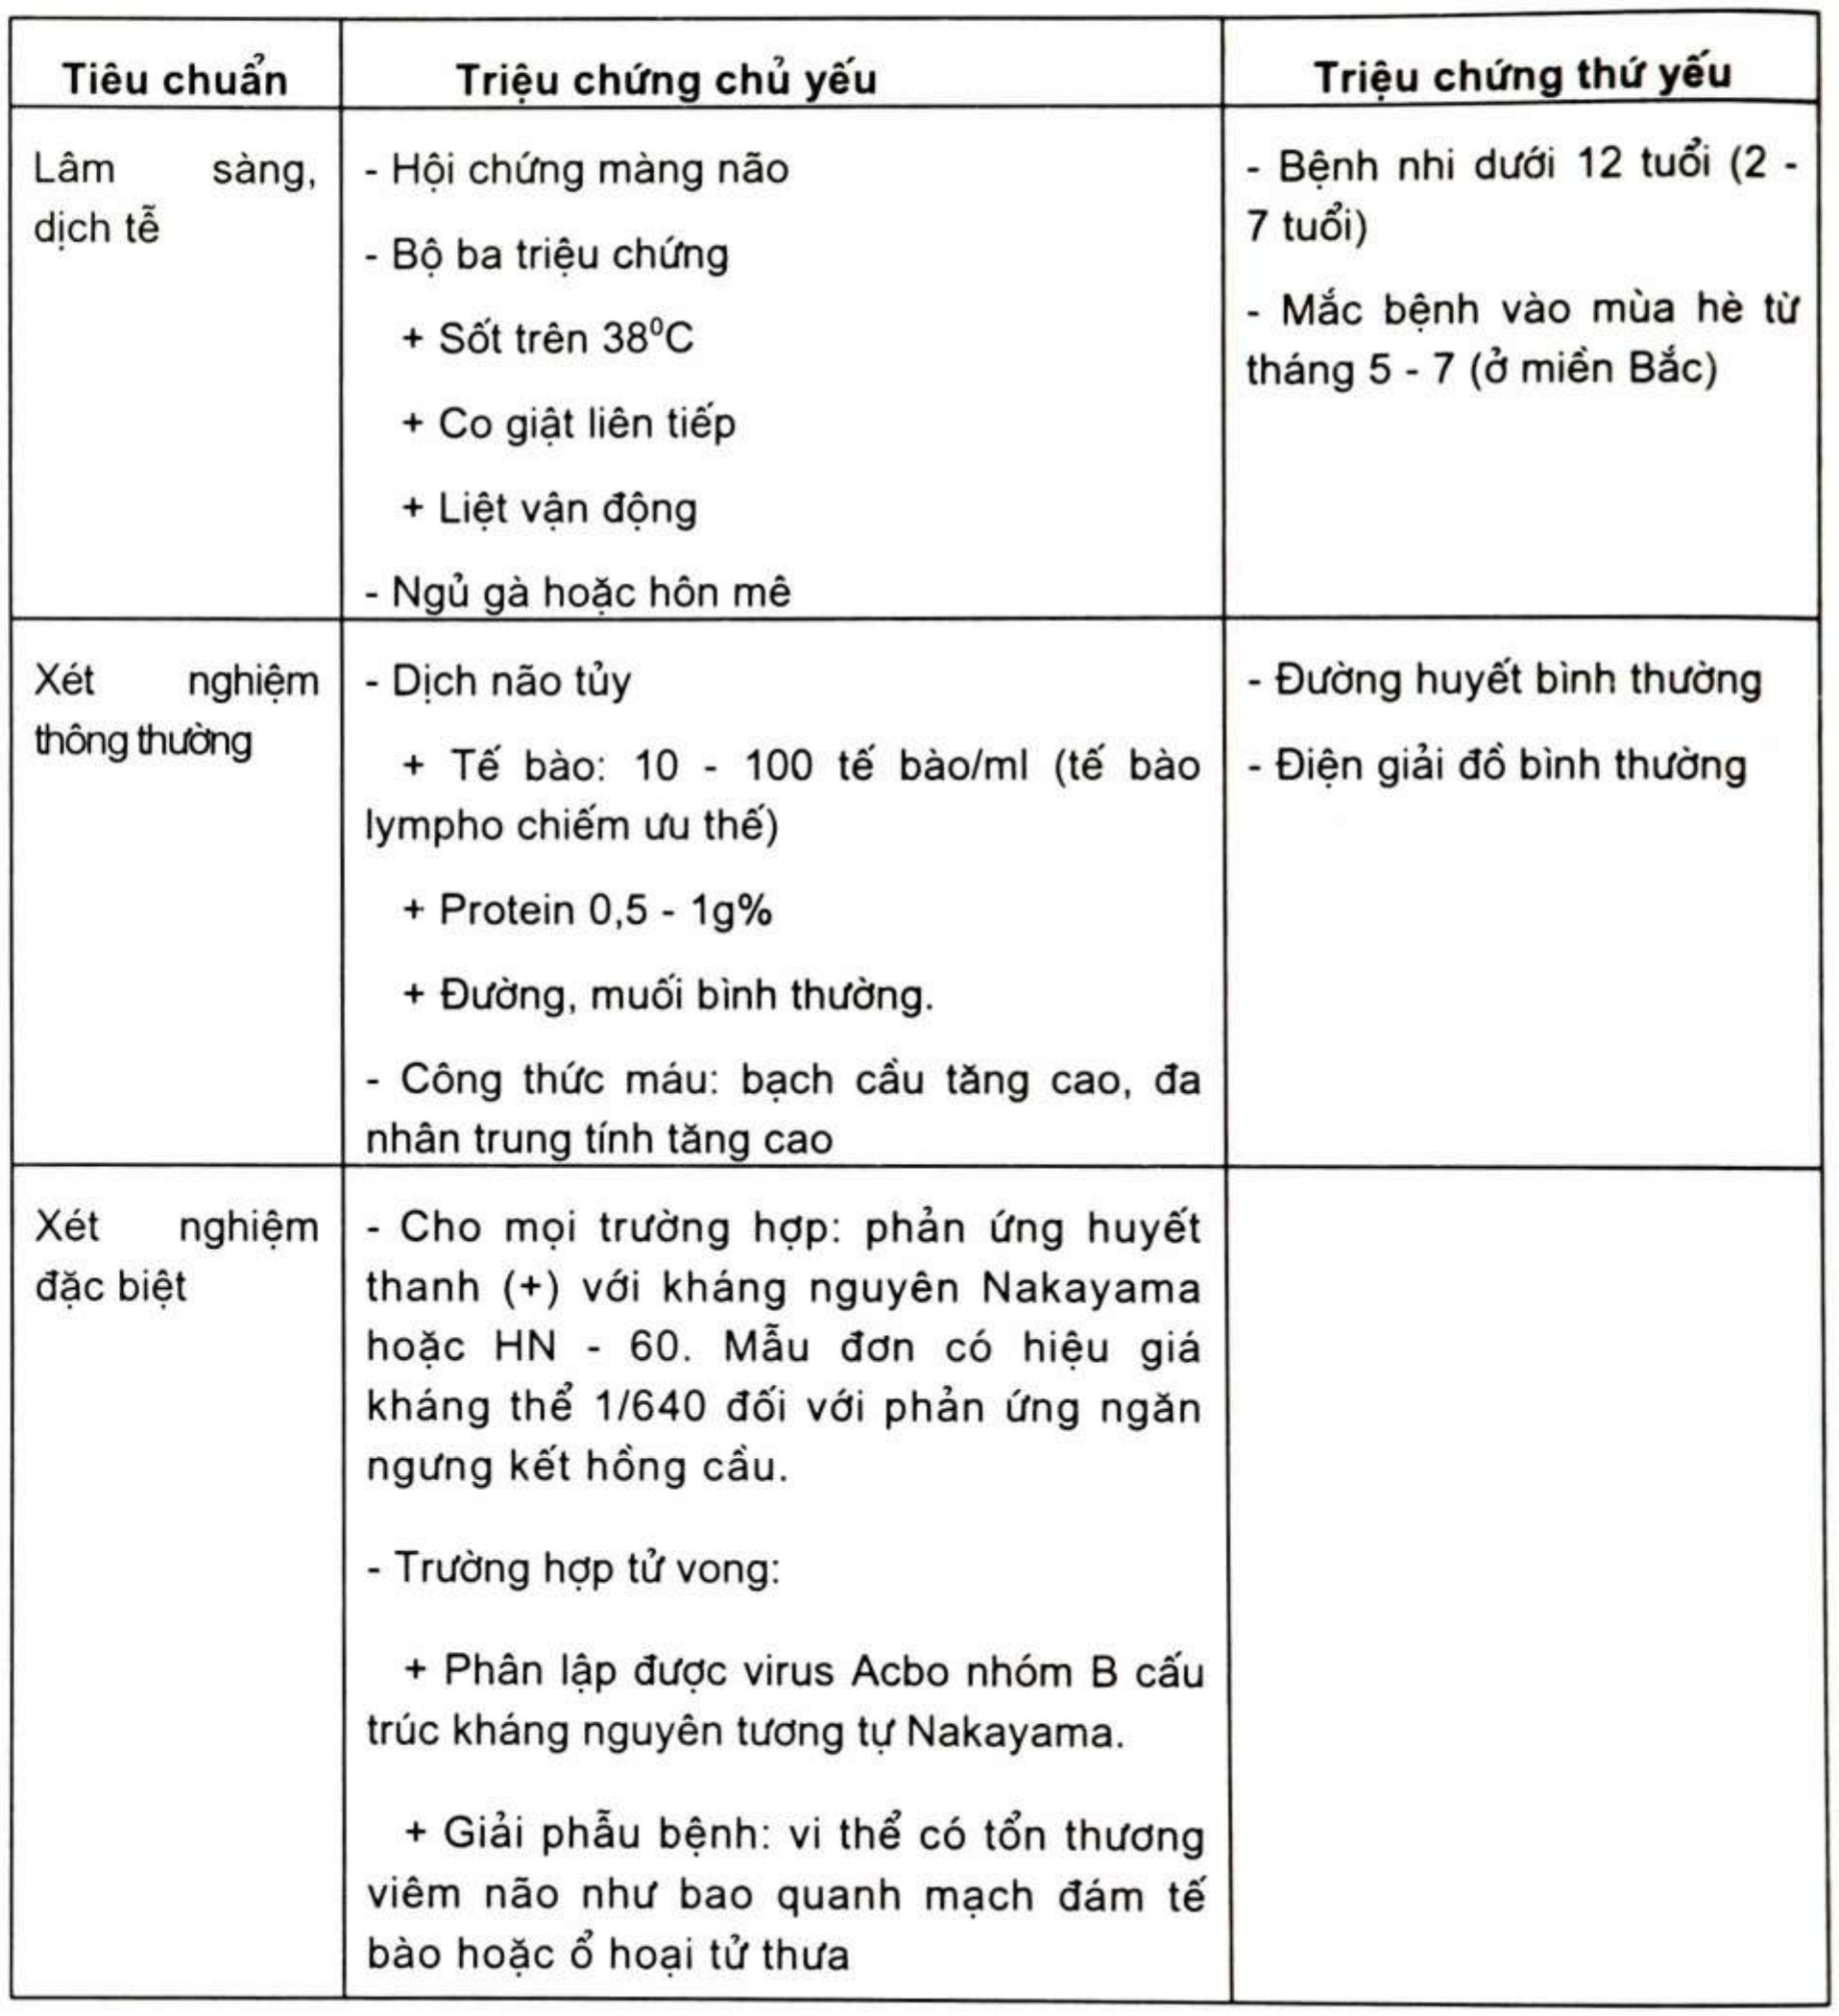 Tiêu chuẩn
Triệu chứng chủ yếu
Triệu chứng thứ yếu
Lâm sàng,
dịch tễ
- Hội chứng màng não
- Bộ ba triệu chứng
+ Sốt trên 38⁰C
+ Co giật liên tiếp
+ Liệt vận động
- Ngủ gà hoặc hôn mê
- Bệnh nhi dưới 12 tuổi (2 -
7 tuổi)
- Mắc bệnh vào mùa hè từ
tháng 5 - 7 (ở miền Bắc)
Xét nghiệm
thông thường
- Dịch não tủy
+ Tế bào: 10 - 100 tế bào/ml (tế bào
lympho chiếm ưu thế)
+ Protein 0,5 - 1g%
+ Đường, muối bình thường.
- Công thức máu: bạch cầu tăng cao, đa
nhân trung tính tăng cao
- Đường huyết bình thường
- Điện giải đồ bình thường
Xét nghiệm
đặc biệt
- Cho mọi trường hợp: phản ứng huyết
thanh (+) với kháng nguyên Nakayama
hoặc HN - 60. Mẫu đơn có hiệu giá
kháng thể 1/640 đối với phản ứng ngăn
ngưng kết hồng cầu.
- Trường hợp tử vong:
+ Phân lập được virus Acbo nhóm B cấu
trúc kháng nguyên tương tự Nakayama.
+ Giải phẫu bệnh: vi thể có tổn thương
viêm não như bao quanh mạch đám tế
bào hoặc ổ hoại tử thưa